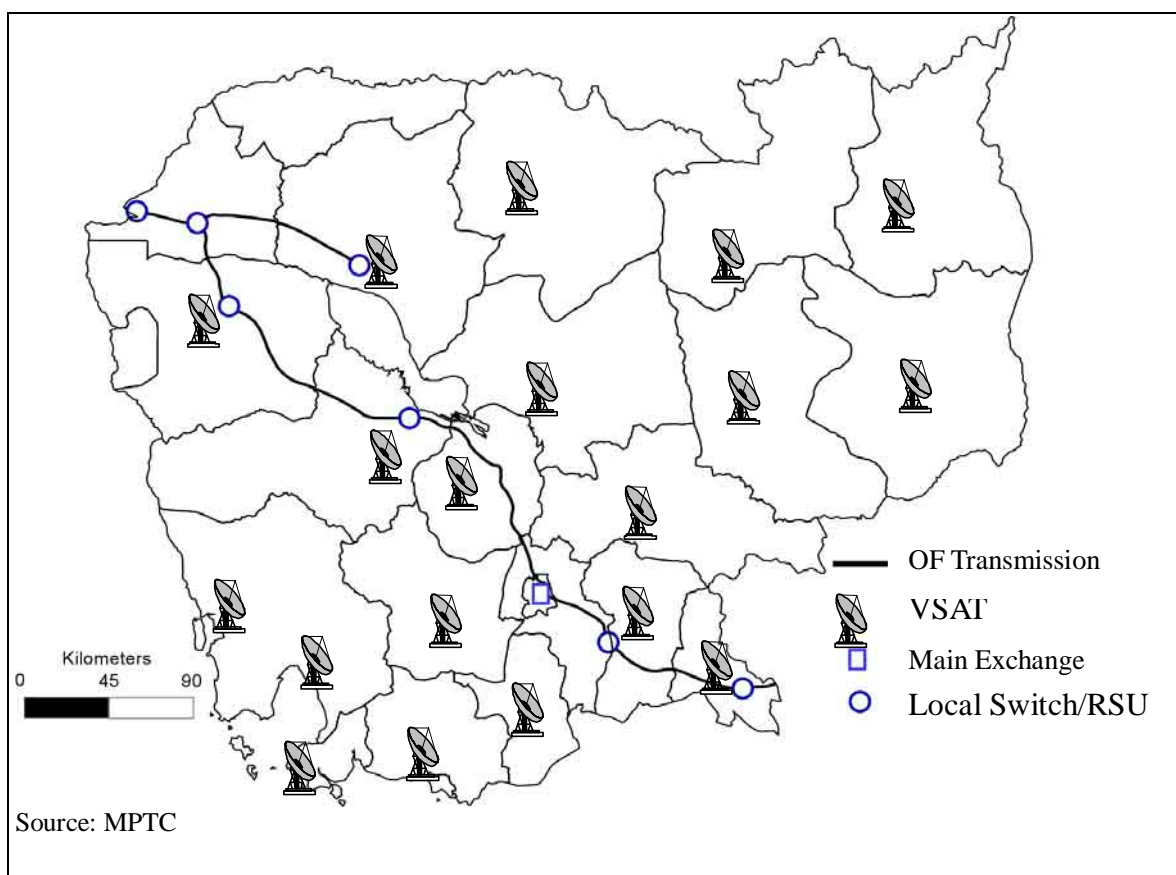 OF Transmission
VSAT
Main Exchange
Local Switch/RSU
Kilometers
0 45 90
Source: MPTC